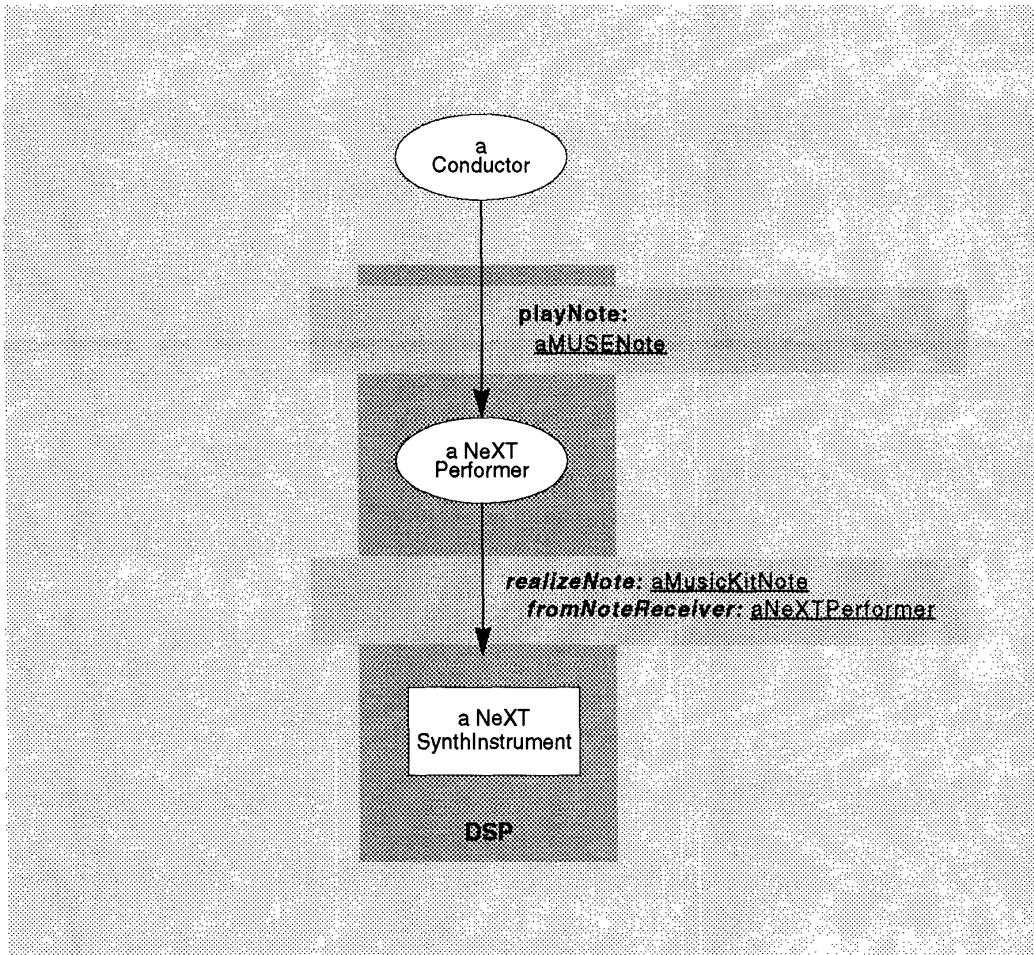 a
Conductor
playNote:
aMUSENote
a NeXT
Performer
realizeNote: aMusicKitNote
fromNoteReceiver: aNeXTPerformer
a NeXT
SynthInstrument
DSP